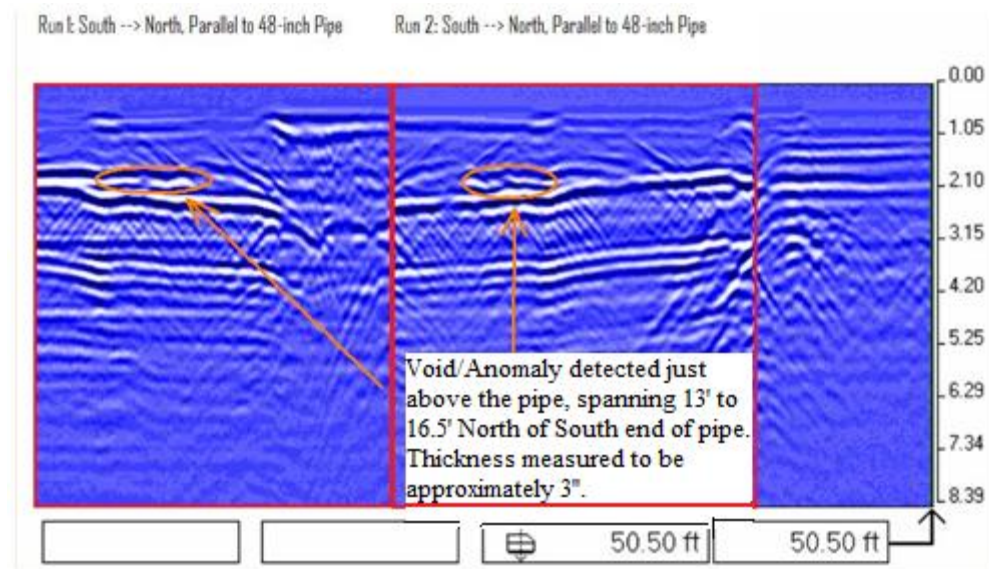 Run 1: South --> North, Parallel to 48-inch Pipe
Run 2: South --> North, Parallel to 48-inch Pipe
0.00
1.05
2.10
3.15
4.20
5.25
6.29
7.34
8.39
Void/Anomaly detected just
above the pipe, spanning 13' to
16.5' North of South end of pipe.
Thickness measured to be
approximately 3".
50.50 ft
50.50 ft